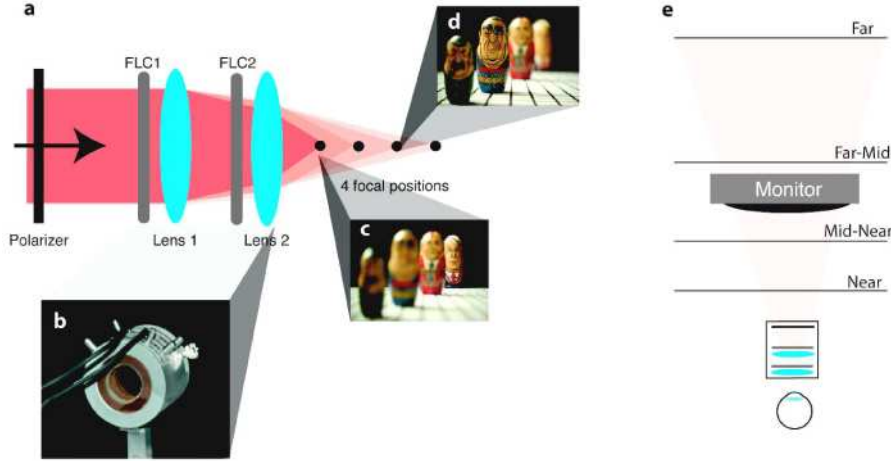 a
FLC1
FLC2
Polarizer
Lens 1
Lens 2
4 focal positions
b
c
d
e
Far
Far-Mid
Monitor
Mid-Near
Near